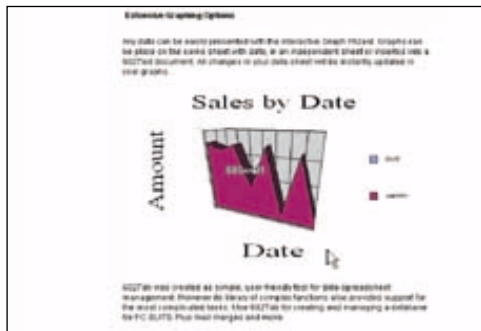 Extensive Graphing Options
Any data can be easily presented with the interactive Graph Wizard. Graphs can
be place on the same sheet with data, in an independent sheet or inserted into a
602Text document. All changes in your data sheet will be instantly updated in
your graphs.
Sales by Date
Amount
Date
602Tab was created as simple, user-friendly tool for data-spreadsheet
management. Moreover its library of complex functions also provides support for
the most complicated tasks. Use 602Tab for creating and managing a database
for PC SUITE Plus mail merges and more.